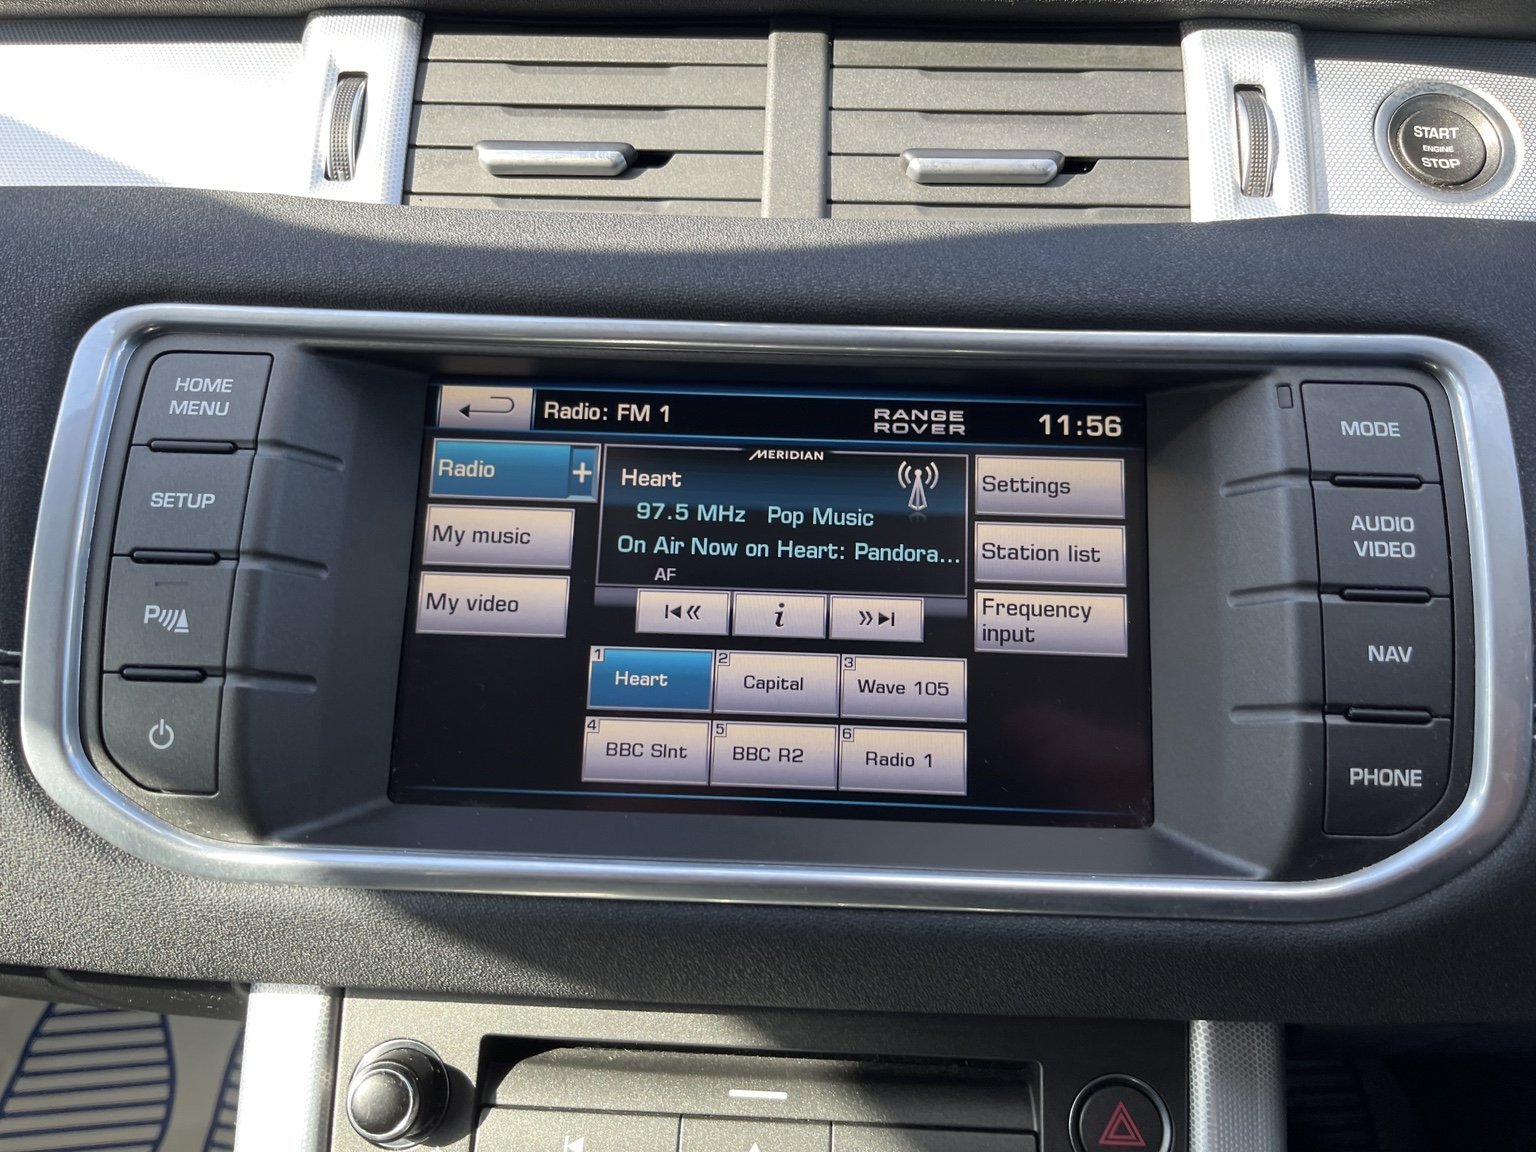 START
ENGINE
STOP
HOME
MENU
SETUP
P
Radio: FM 1
RANGE
ROVER
11:56
Radio +
My music
My video
MERIDIAN
Heart
97.5 MHz Pop Music
On Air Now on Heart: Pandora...
AF
i
Settings
Station list
Frequency
input
1 Heart
2 Capital
3 Wave 105
4 BBC Slnt
5 BBC R2
6 Radio 1
MODE
AUDIO
VIDEO
NAV
PHONE